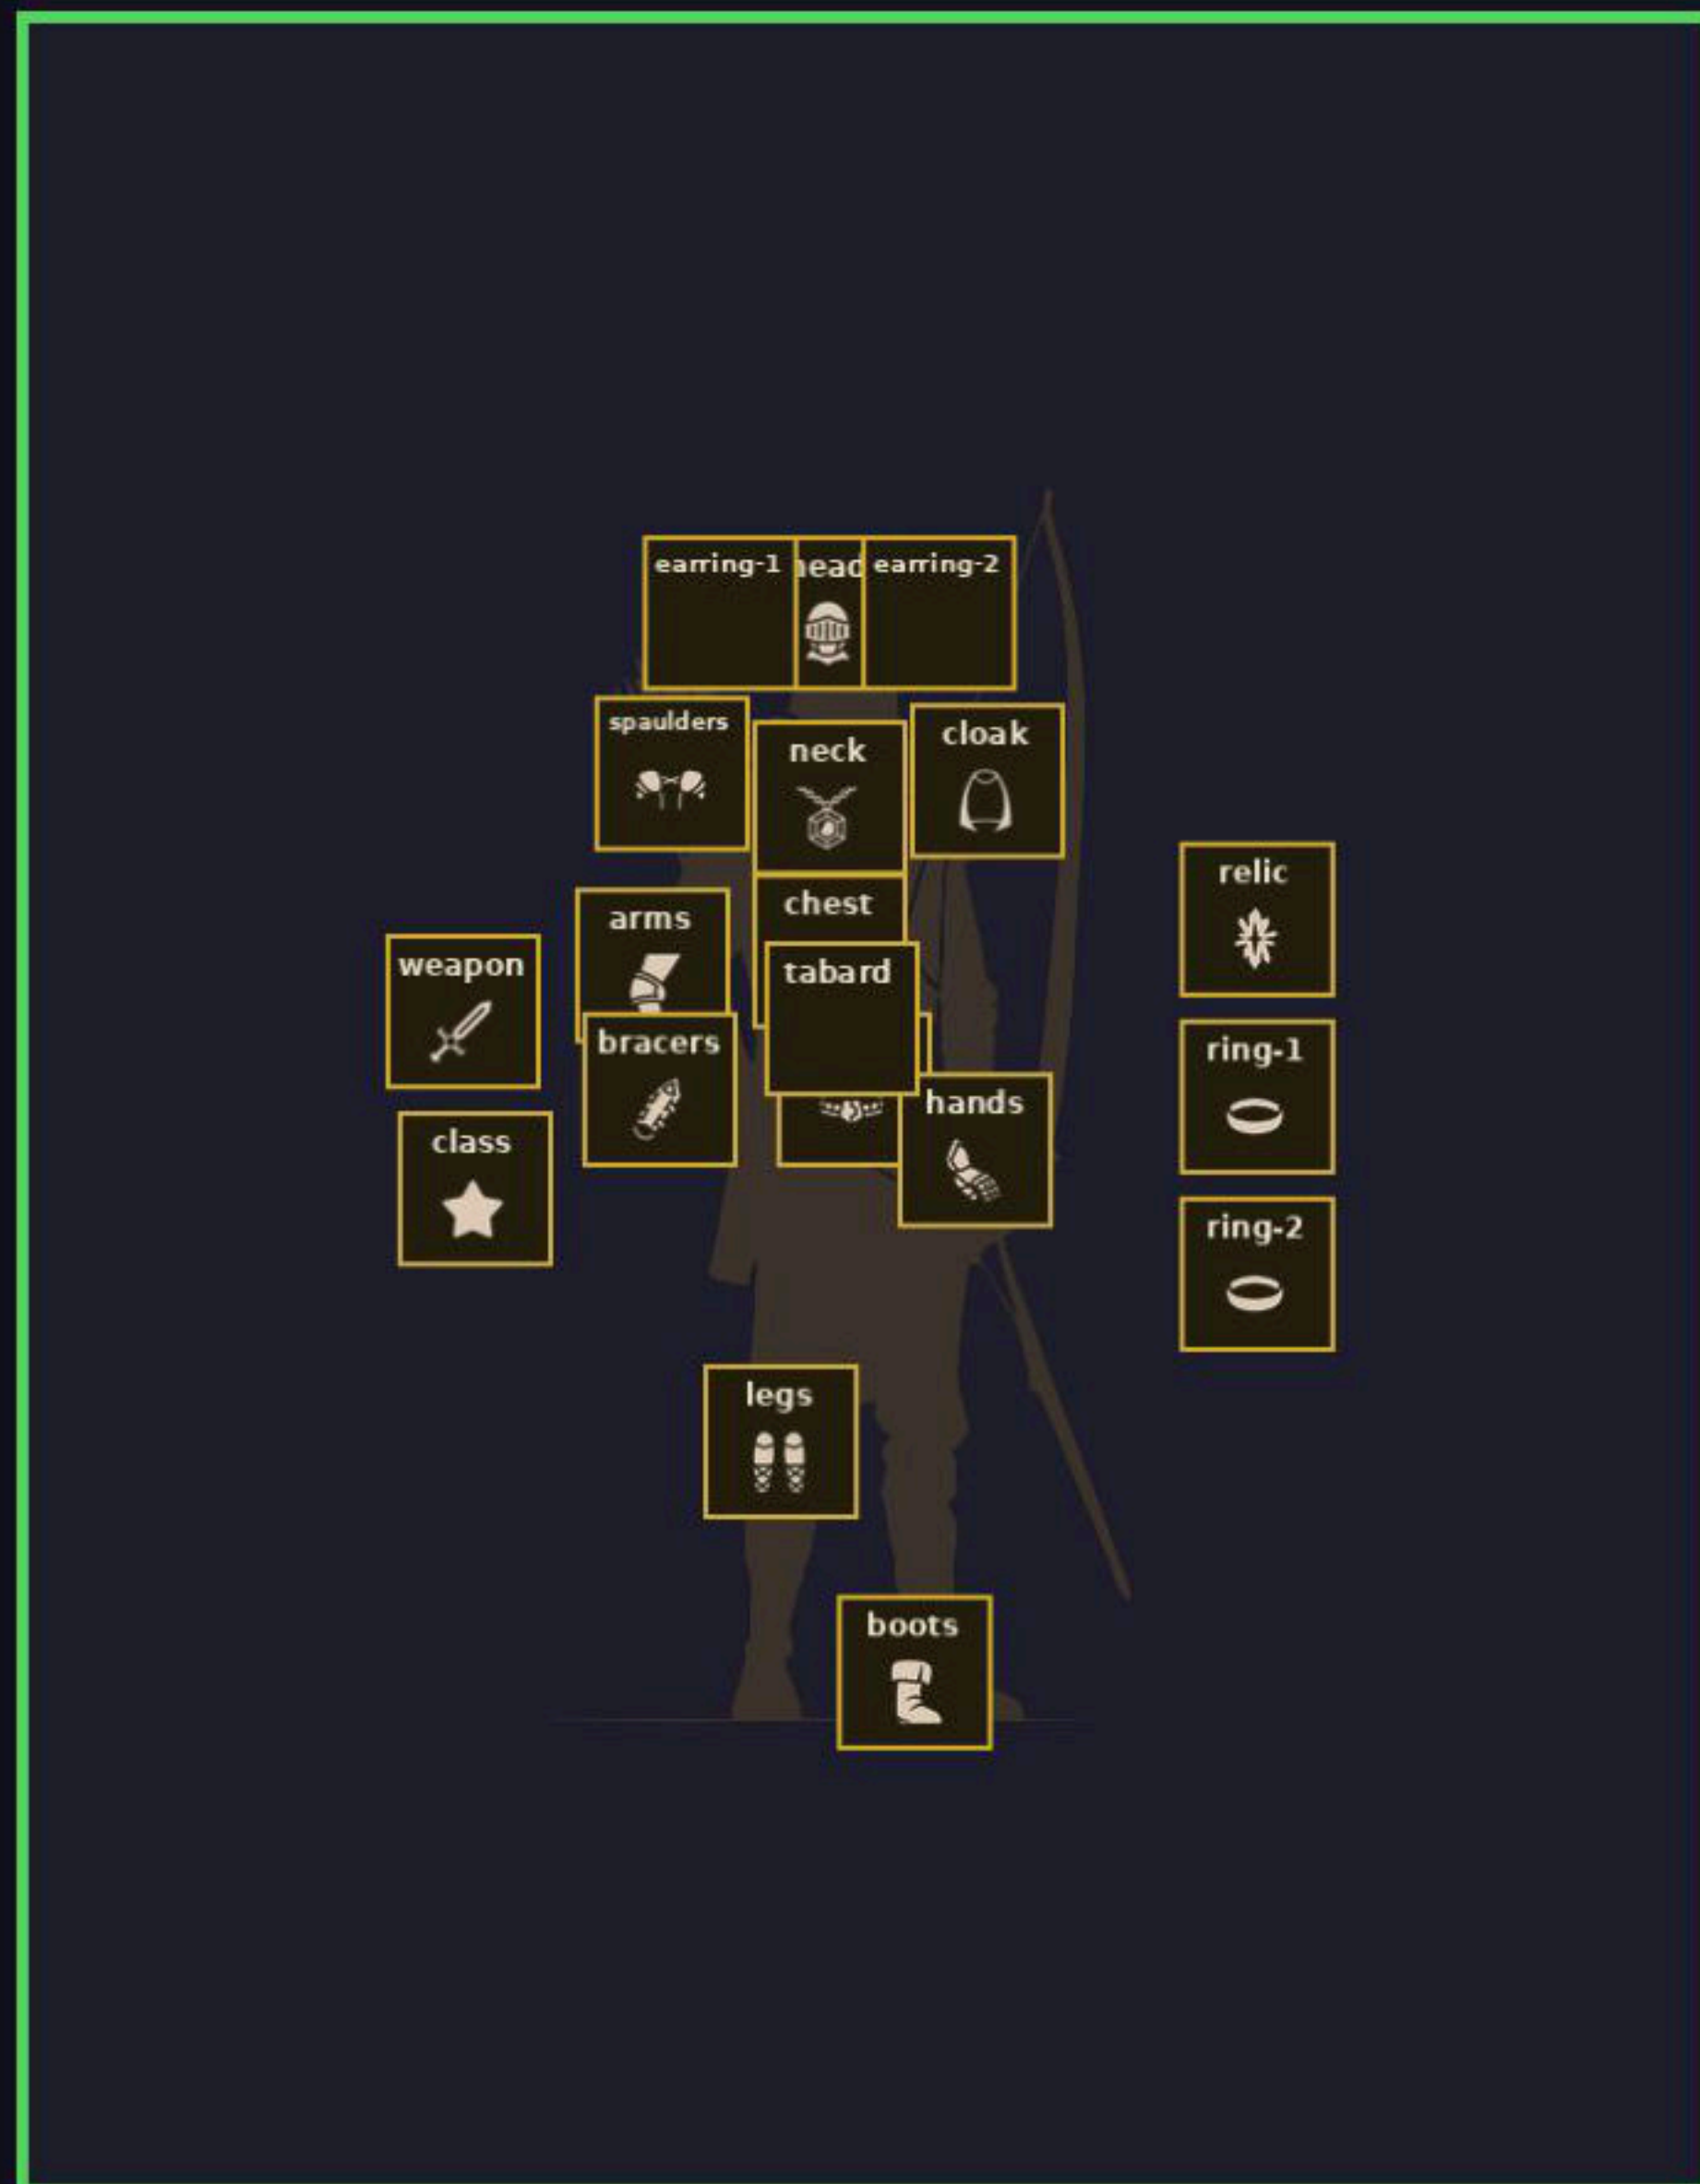 earring-1
head
earring-2
spaulders
neck
cloak
relic
chest
arms
weapon
tabard
bracers
ring-1
hands
class
ring-2
legs
boots